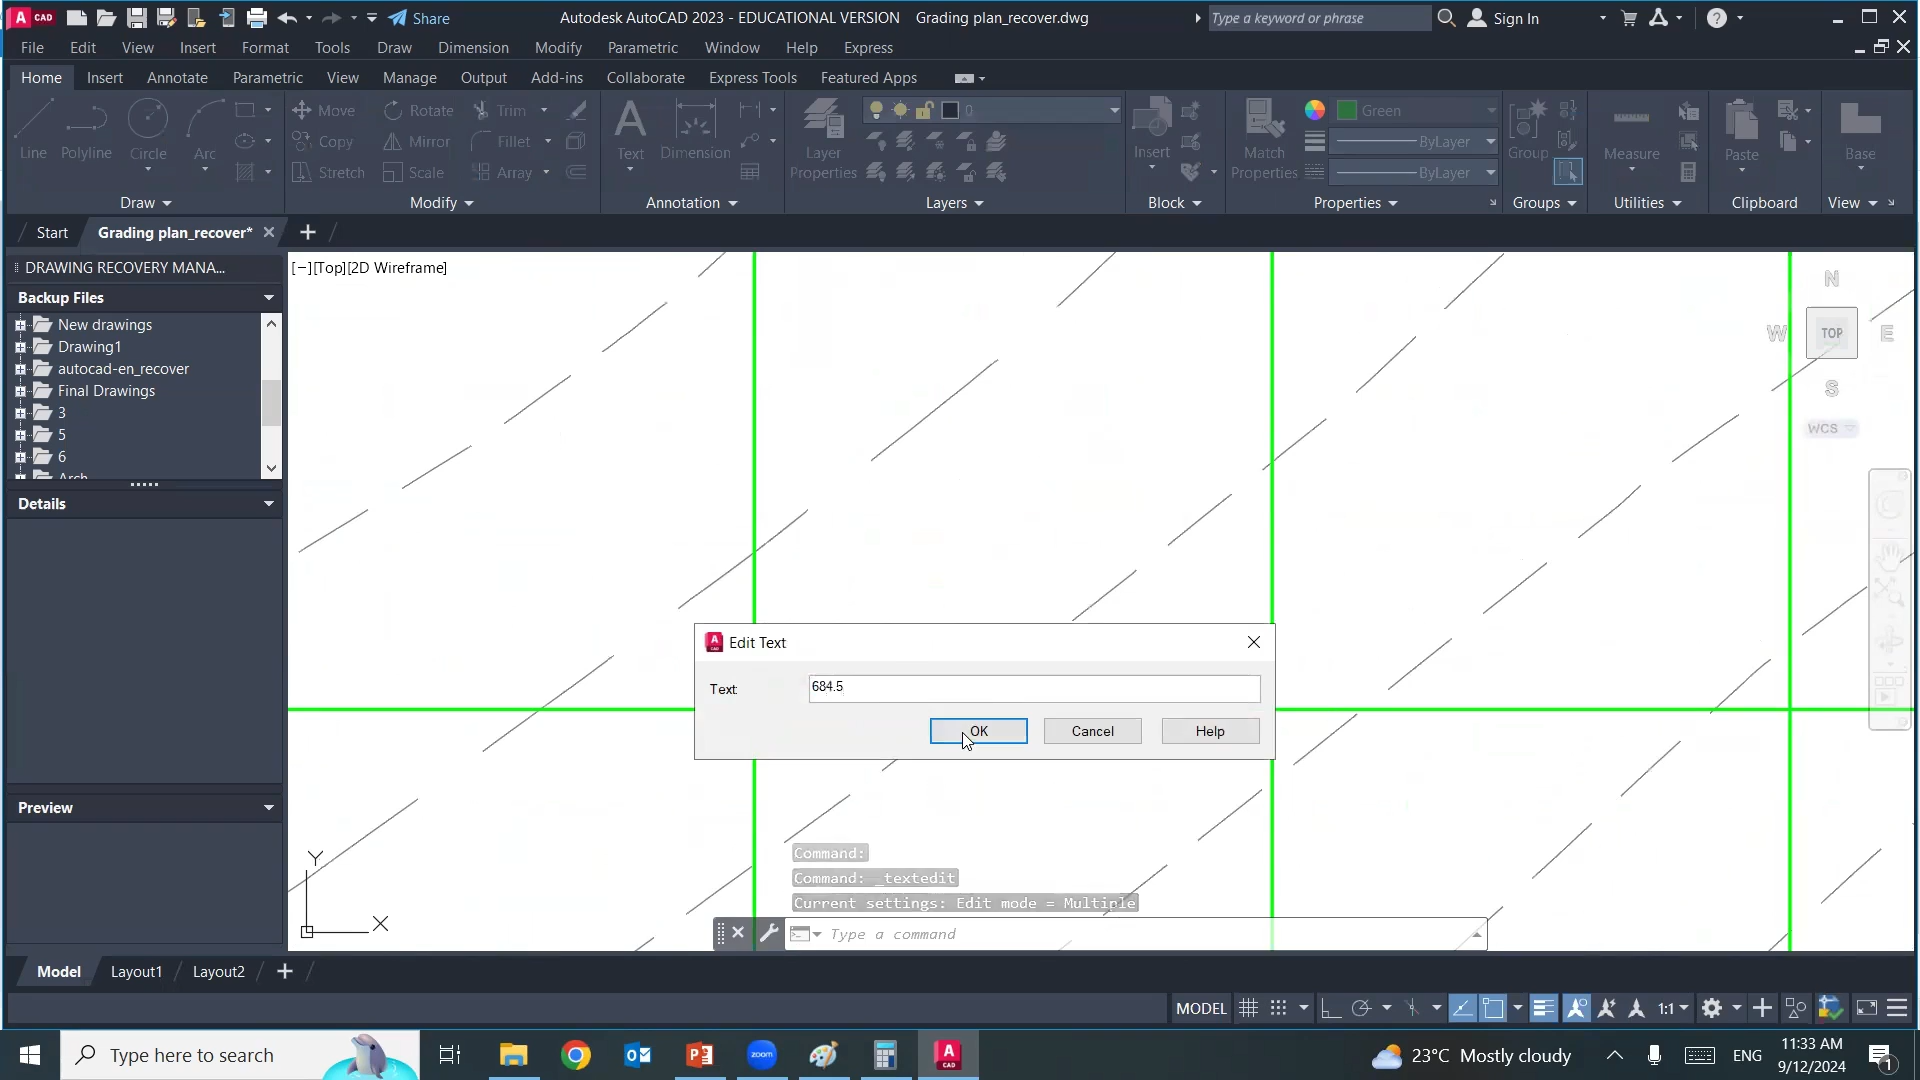 CAD
Share
Autodesk AutoCAD 2023 - EDUCATIONAL VERSION Grading plan_recover.dwg
Type a keyword or phrase
Sign In
File Edit View Insert Format Tools Draw Dimension Modify Parametric Window Help Express
Home Insert Annotate Parametric View Manage Output Add-ins Collaborate Express Tools Featured Apps
Line Polyline Circle Arc
Move Rotate Trim
Copy Mirror Fillet
Stretch Scale Array
Text Dimension
Layer Properties
0
Insert
Match Properties
Green
ByLayer
ByLayer
Group
Measure
Paste
Base
Draw Modify Annotation Layers Block Properties Groups Utilities Clipboard View
Start Grading plan_recover*
DRAWING RECOVERY MANA...
Backup Files
New drawings
Drawing1
autocad-en_recover
Final Drawings
3
5
6
Arch
Details
Preview
[−][Top][2D Wireframe]
N
W TOP E
S
WCS
Edit Text
Text: 684.5
OK Cancel Help
Command:
Command: _textedit
Current settings: Edit mode = Multiple
Type a command
Y
X
Model Layout1 Layout2
MODEL 1:1
Type here to search
23°C Mostly cloudy
ENG
11:33 AM
9/12/2024
1